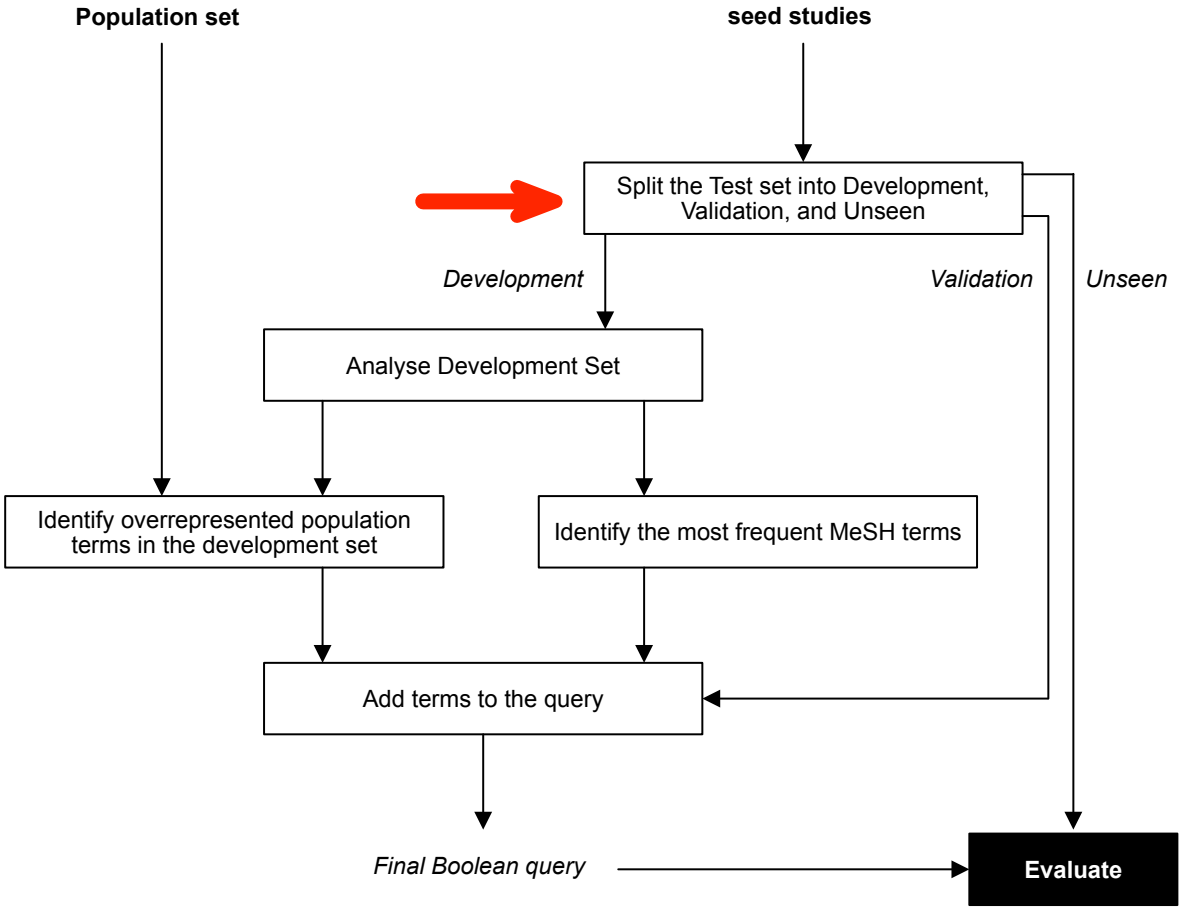 Population set
seed studies
Split the Test set into Development,
Validation, and Unseen
Development
Validation
Unseen
Analyse Development Set
Identify overrepresented population
terms in the development set
Identify the most frequent MeSH terms
Add terms to the query
Final Boolean query
Evaluate